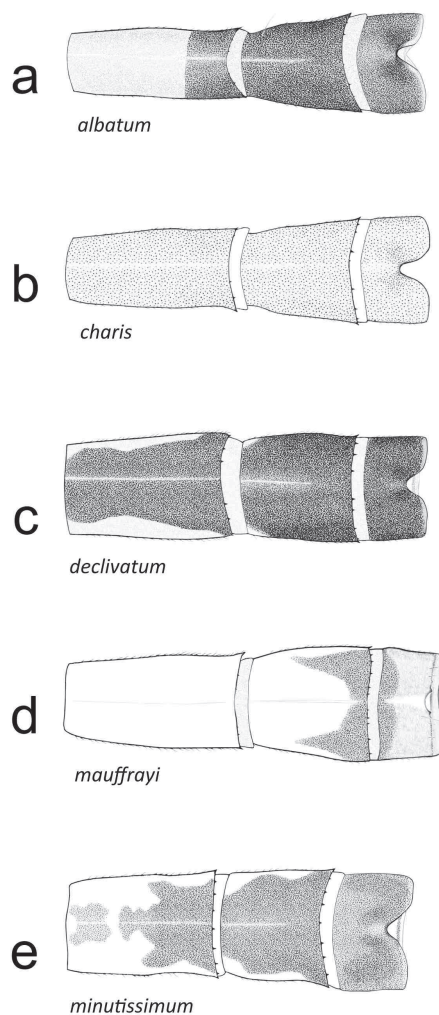 a
albatum
b
charis
c
declivatum
d
mauffrayi
e
minutissimum